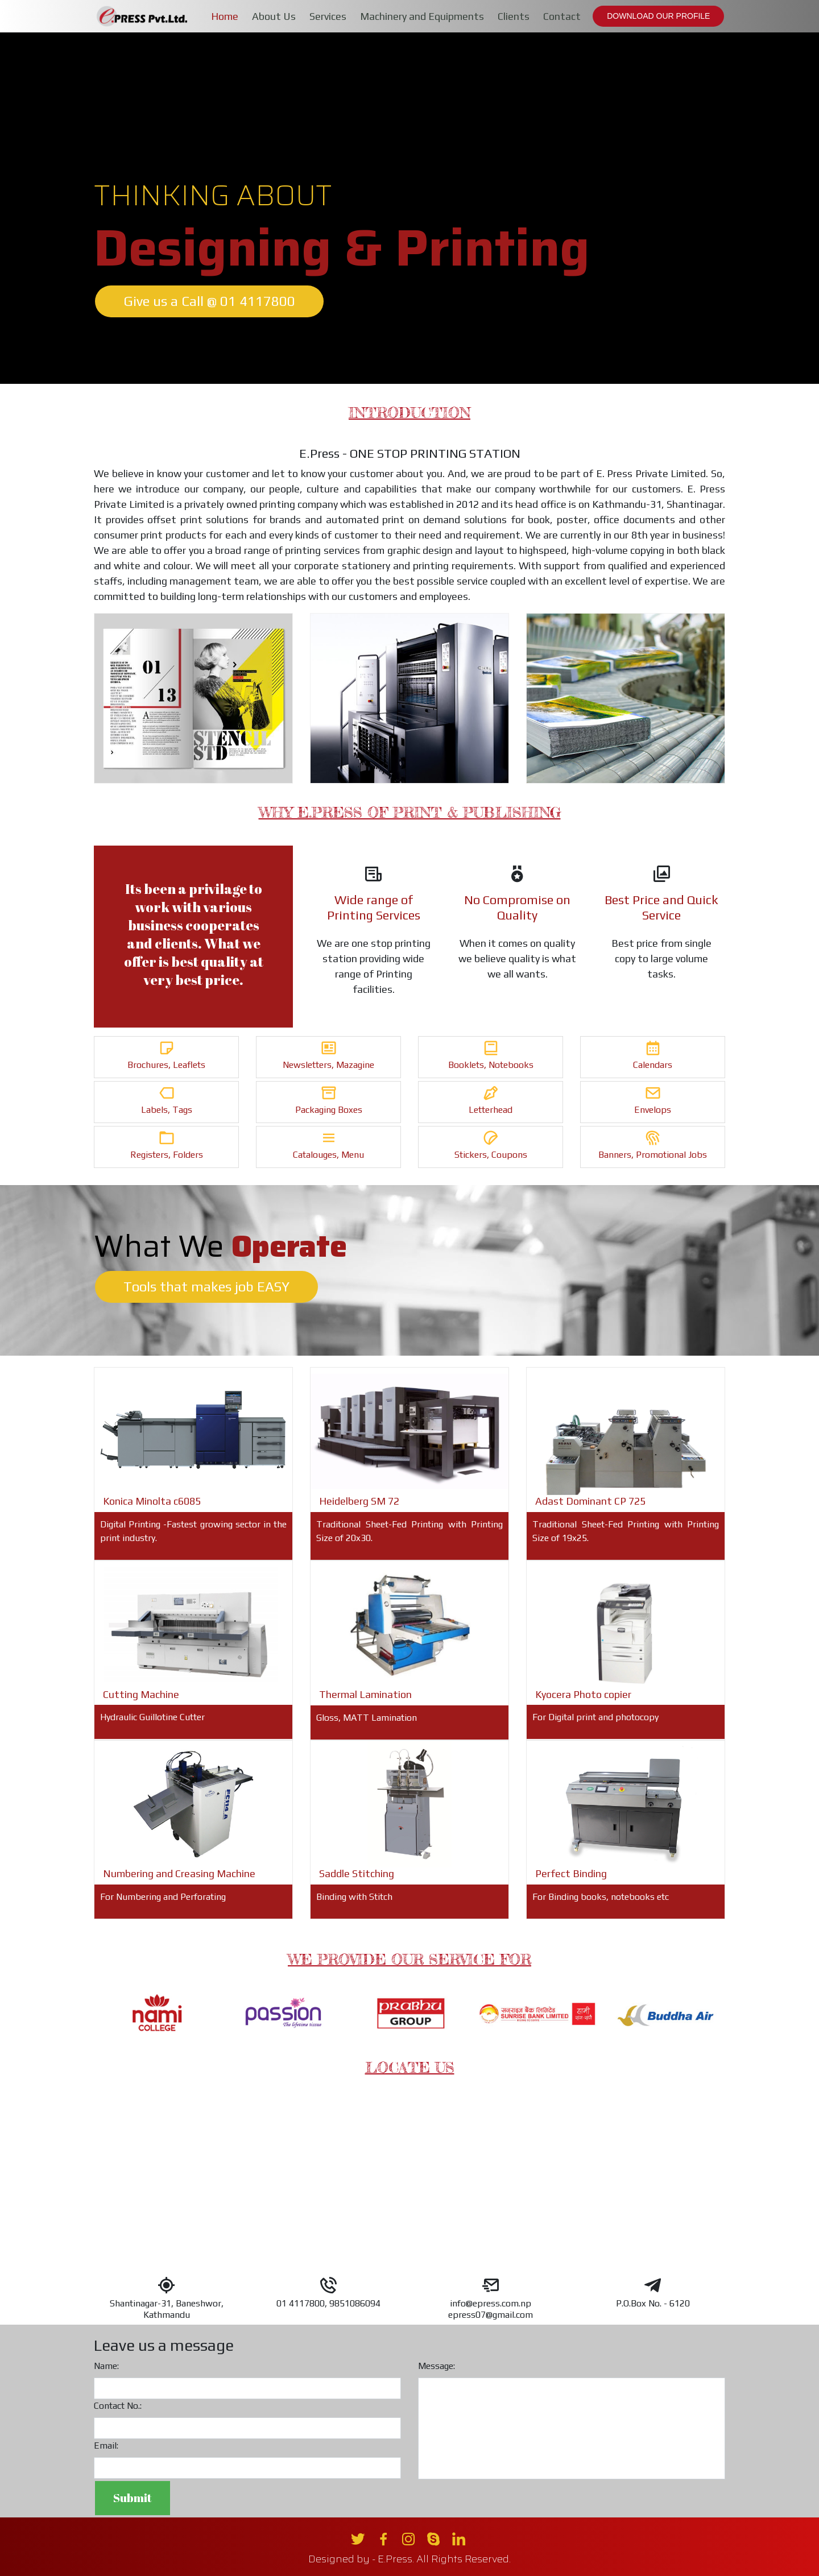 e.PRESS Pvt.Ltd.
Home
About Us
Services
Machinery and Equipments
Clients
Contact
DOWNLOAD OUR PROFILE
THINKING ABOUT
Designing & Printing
Give us a Call @ 01 4117800
INTRODUCTION
E.Press - ONE STOP PRINTING STATION
We believe in know your customer and let to know your customer about you. And, we are proud to be part of E. Press Private Limited. So,
here we introduce our company, our people, culture and capabilities that make our company worthwhile for our customers. E. Press
Private Limited is a privately owned printing company which was established in 2012 and its head office is on Kathmandu-31, Shantinagar.
It provides offset print solutions for brands and automated print on demand solutions for book, poster, office documents and other
consumer print products for each and every kinds of customer to their need and requirement. We are currently in our 8th year in business!
We are able to offer you a broad range of printing services from graphic design and layout to highspeed, high-volume copying in both black
and white and colour. We will meet all your corporate stationery and printing requirements. With support from qualified and experienced
staffs, including management team, we are able to offer you the best possible service coupled with an excellent level of expertise. We are
committed to building long-term relationships with our customers and employees.
01
13
STENCIL
STD
WHY E.PRESS OF PRINT & PUBLISHING
Its been a privilage to
work with various
business cooperates
and clients. What we
offer is best quality at
very best price.
Wide range of
Printing Services
We are one stop printing
station providing wide
range of Printing
facilities.
No Compromise on
Quality
When it comes on quality
we believe quality is what
we all wants.
Best Price and Quick
Service
Best price from single
copy to large volume
tasks.
Brochures, Leaflets
Newsletters, Mazagine
Booklets, Notebooks
Calendars
Labels, Tags
Packaging Boxes
Letterhead
Envelops
Registers, Folders
Catalouges, Menu
Stickers, Coupons
Banners, Promotional Jobs
What We Operate
Tools that makes job EASY
Konica Minolta c6085
Digital Printing -Fastest growing sector in the
print industry.
Heidelberg SM 72
Traditional Sheet-Fed Printing with Printing
Size of 20x30.
Adast Dominant CP 725
Traditional Sheet-Fed Printing with Printing
Size of 19x25.
Cutting Machine
Hydraulic Guillotine Cutter
Thermal Lamination
Gloss, MATT Lamination
Kyocera Photo copier
For Digital print and photocopy
Numbering and Creasing Machine
For Numbering and Perforating
Saddle Stitching
Binding with Stitch
Perfect Binding
For Binding books, notebooks etc
WE PROVIDE OUR SERVICE FOR
nami
COLLEGE
passion
The lifetime tissue
prabhu
GROUP
सनराइज बैंक लिमिटेड
SUNRISE BANK LIMITED
Buddha Air
LOCATE US
Shantinagar-31, Baneshwor,
Kathmandu
01 4117800, 9851086094
info@epress.com.np
epress07@gmail.com
P.O.Box No. - 6120
Leave us a message
Name:
Contact No.:
Email:
Message:
Submit
Designed by - E.Press. All Rights Reserved.